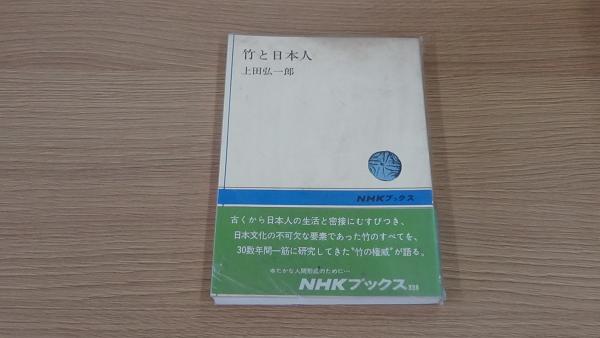 竹と日本人
上田弘一郎
NHKブックス
古くから日本人の生活と密接にむすびつき、
日本文化の不可欠な要素であった竹のすべてを、
30数年間一筋に研究してきた"竹の権威"が語る。
ゆたかな人間形成のために…
NHKブックス 338